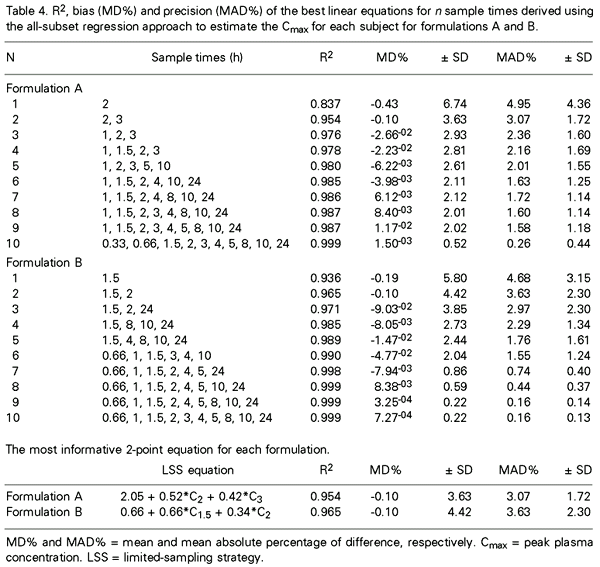 Table 4. R², bias (MD%) and precision (MAD%) of the best linear equations for n sample times derived using
the all-subset regression approach to estimate the Cmax for each subject for formulations A and B.
N Sample times (h) R² MD% ± SD MAD% ± SD
Formulation A
1 2 0.837 -0.43 6.74 4.95 4.36
2 2, 3 0.954 -0.10 3.63 3.07 1.72
3 1, 2, 3 0.976 -2.66-02 2.93 2.36 1.60
4 1, 1.5, 2, 3 0.978 -2.23-02 2.81 2.16 1.69
5 1, 2, 3, 5, 10 0.980 -6.22-03 2.61 2.01 1.55
6 1, 1.5, 2, 4, 10, 24 0.985 -3.98-03 2.11 1.63 1.25
7 1, 1.5, 2, 4, 8, 10, 24 0.986 6.12-03 2.12 1.72 1.14
8 1, 1.5, 2, 3, 4, 8, 10, 24 0.987 8.40-03 2.01 1.60 1.14
9 1, 1.5, 2, 3, 4, 5, 8, 10, 24 0.987 1.17-02 2.02 1.58 1.18
10 0.33, 0.66, 1.5, 2, 3, 4, 5, 8, 10, 24 0.999 1.50-03 0.52 0.26 0.44
Formulation B
1 1.5 0.936 -0.19 5.80 4.68 3.15
2 1.5, 2 0.965 -0.10 4.42 3.63 2.30
3 1.5, 2, 24 0.971 -9.03-02 3.85 2.97 2.30
4 1.5, 8, 10, 24 0.985 -8.05-03 2.73 2.29 1.34
5 1.5, 4, 8, 10, 24 0.989 -1.47-02 2.44 1.76 1.61
6 0.66, 1, 1.5, 3, 4, 10 0.990 -4.77-02 2.04 1.55 1.24
7 0.66, 1, 1.5, 2, 4, 5, 24 0.998 -7.94-03 0.86 0.74 0.40
8 0.66, 1, 1.5, 2, 4, 5, 10, 24 0.999 8.38-03 0.59 0.44 0.37
9 0.66, 1, 1.5, 2, 4, 5, 8, 10, 24 0.999 3.25-04 0.22 0.16 0.14
10 0.66, 1, 1.5, 2, 3, 4, 5, 8, 10, 24 0.999 7.27-04 0.22 0.16 0.13
The most informative 2-point equation for each formulation.
LSS equation R² MD% ± SD MAD% ± SD
Formulation A 2.05 + 0.52*C2 + 0.42*C3 0.954 -0.10 3.63 3.07 1.72
Formulation B 0.66 + 0.66*C1.5 + 0.34*C2 0.965 -0.10 4.42 3.63 2.30
MD% and MAD% = mean and mean absolute percentage of difference, respectively. Cmax = peak plasma
concentration. LSS = limited-sampling strategy.